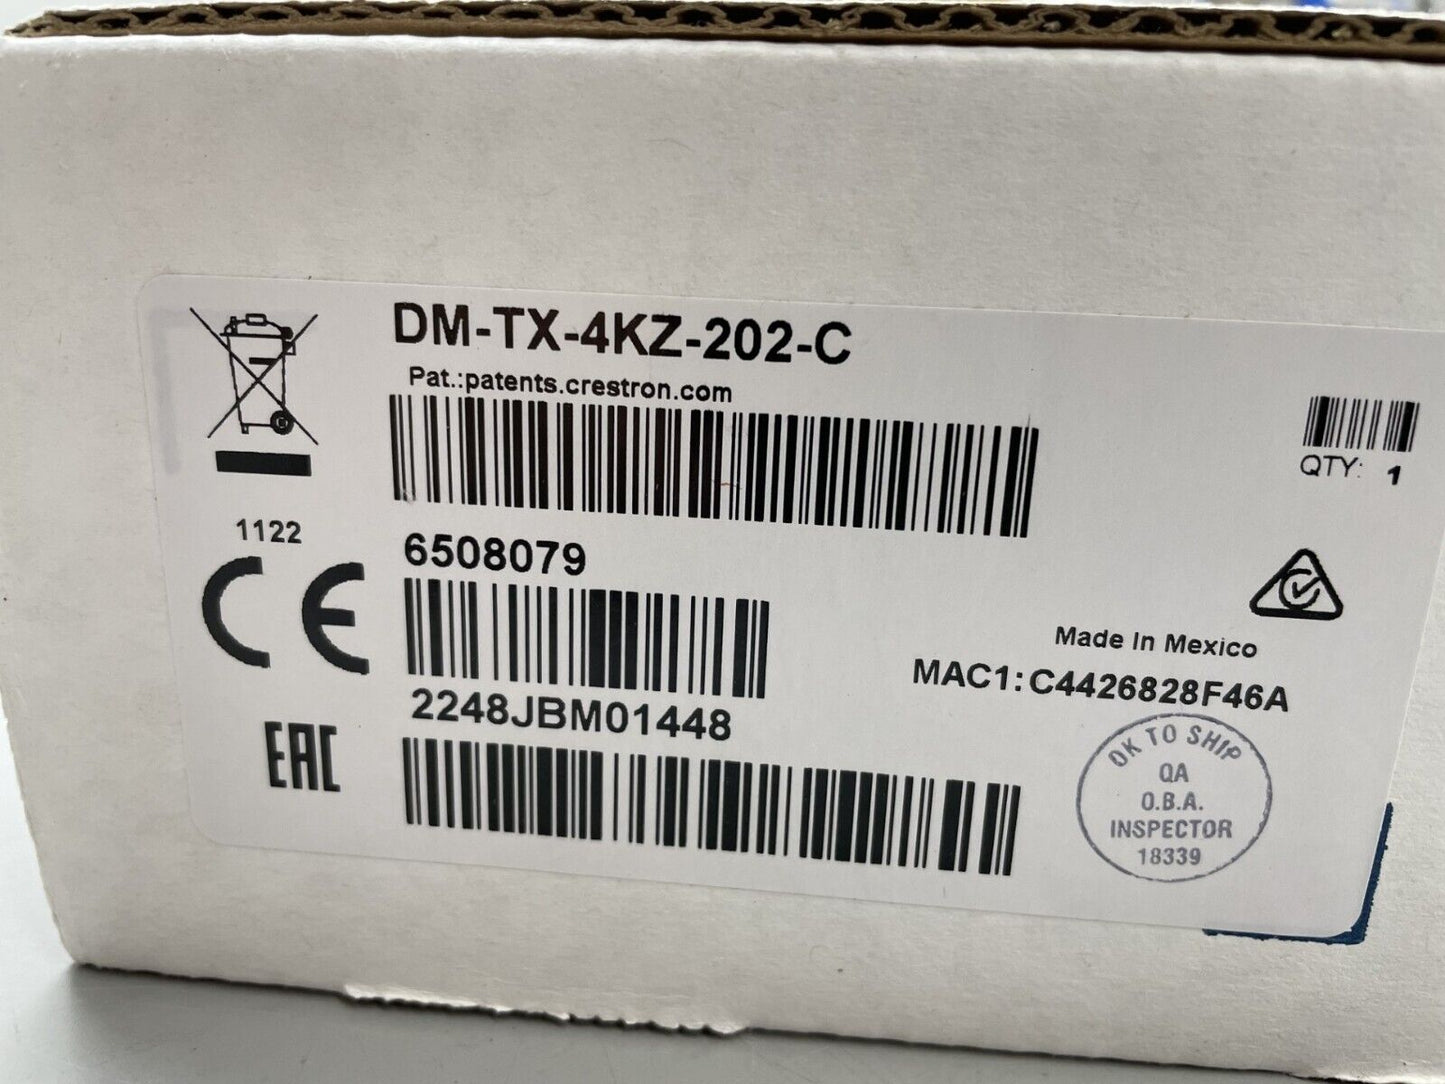 DM-TX-4KZ-202-C
Pat.:patents.crestron.com
QTY: 1
1122
6508079
CE
Made In Mexico
MAC1:C4426828F46A
2248JBM01448
EAC
OK TO SHIP
QA
O.B.A.
INSPECTOR
18339